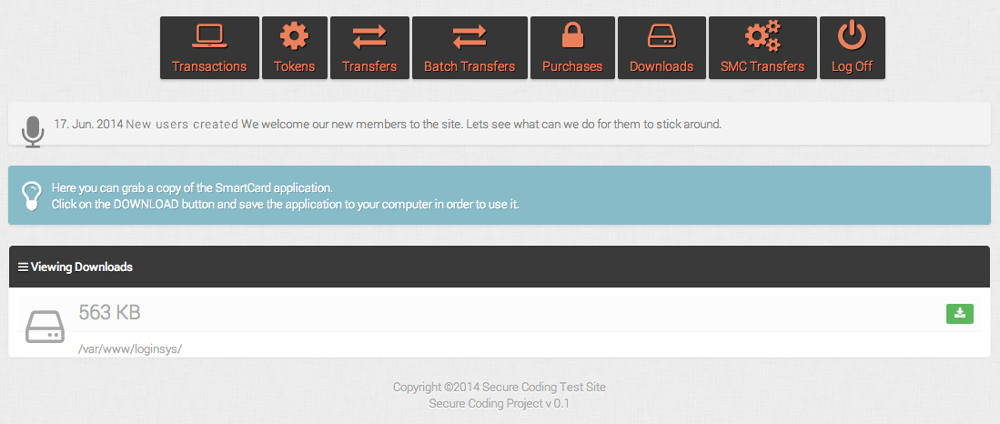 Transactions Tokens Transfers Batch Transfers Purchases Downloads SMC Transfers Log Off
17. Jun. 2014 New users created We welcome our new members to the site. Lets see what can we do for them to stick around.
Here you can grab a copy of the SmartCard application.
Click on the DOWNLOAD button and save the application to your computer in order to use it.
Viewing Downloads
563 KB
/var/www/loginsys/
Copyright ©2014 Secure Coding Test Site
Secure Coding Project v 0.1